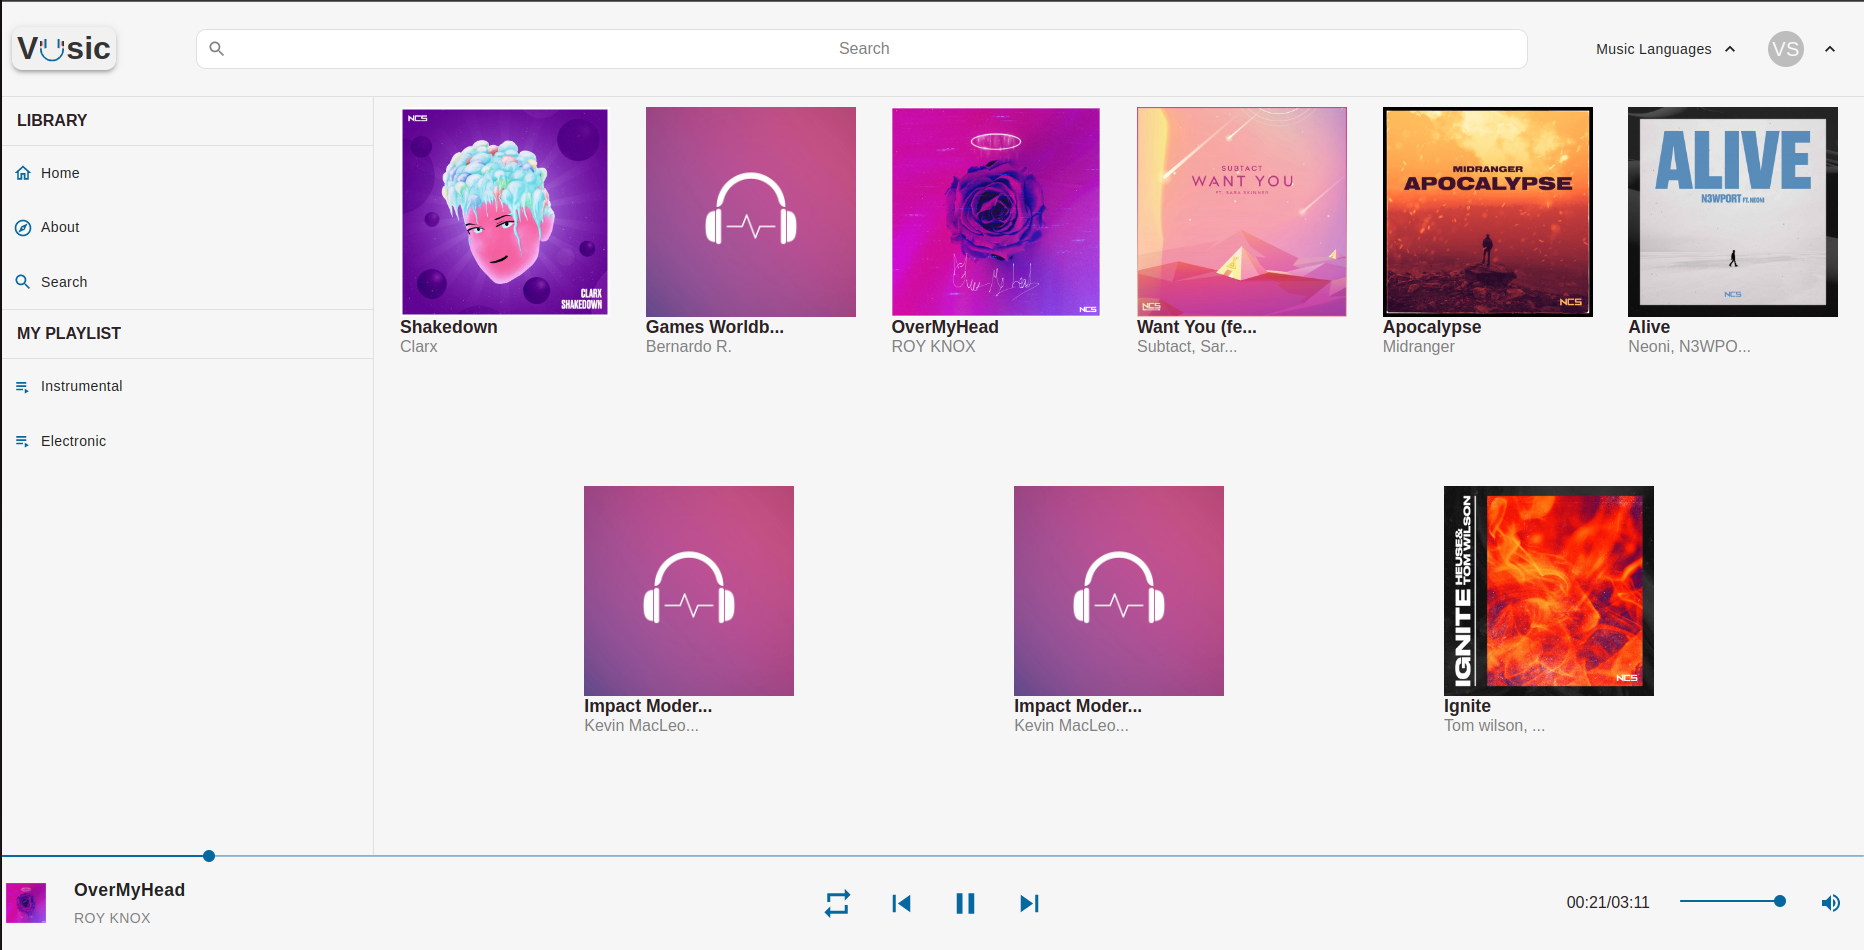 Vusic
Search
Music Languages
VS
LIBRARY
Home
About
Search
MY PLAYLIST
Instrumental
Electronic
NCS
CLARX
SHAKEDOWN
Shakedown
Clarx
Games Worldb...
Bernardo R.
NCS
OverMyHead
ROY KNOX
SUBTACT
WANT YOU
FT. SARA SKINNER
NCS
Want You (fe...
Subtact, Sar...
MIDRANGER
APOCALYPSE
NCS
Apocalypse
Midranger
ALIVE
N3WPORT FT. NEONI
NCS
Alive
Neoni, N3WPO...
Impact Moder...
Kevin MacLeo...
Impact Moder...
Kevin MacLeo...
IGNITE HEUSE&
TOM WILSON
NCS
Ignite
Tom wilson, ...
OverMyHead
ROY KNOX
00:21/03:11